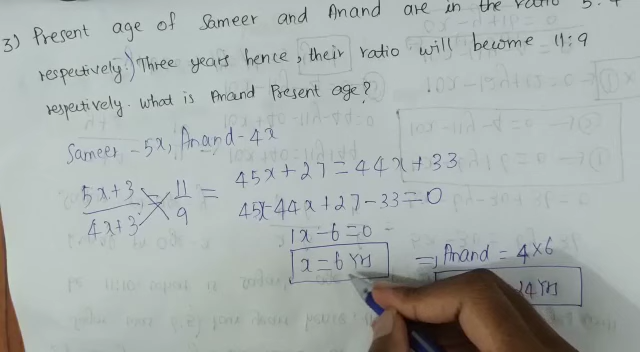 3) Present age of Sameer and Anand are in the ratio 5:4
respectively. Three years hence, their ratio will become 11:9
respectively. What is Anand Present age?
Sameer - 5x, Anand - 4x
5x+3/4x+3 = 11/9 = 45x + 27 = 44x + 33
45x - 44x + 27 - 33 = 0
1x - 6 = 0
x = 6 yrs => Anand = 4 × 6
24 yrs